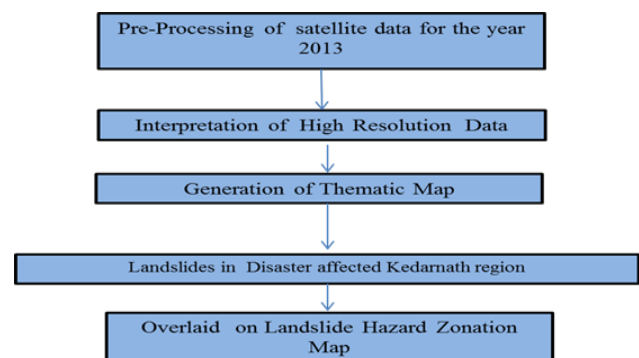 Pre-Processing of satellite data for the year
2013
Interpretation of High Resolution Data
Generation of Thematic Map
Landslides in Disaster affected Kedarnath region
Overlaid on Landslide Hazard Zonation
Map